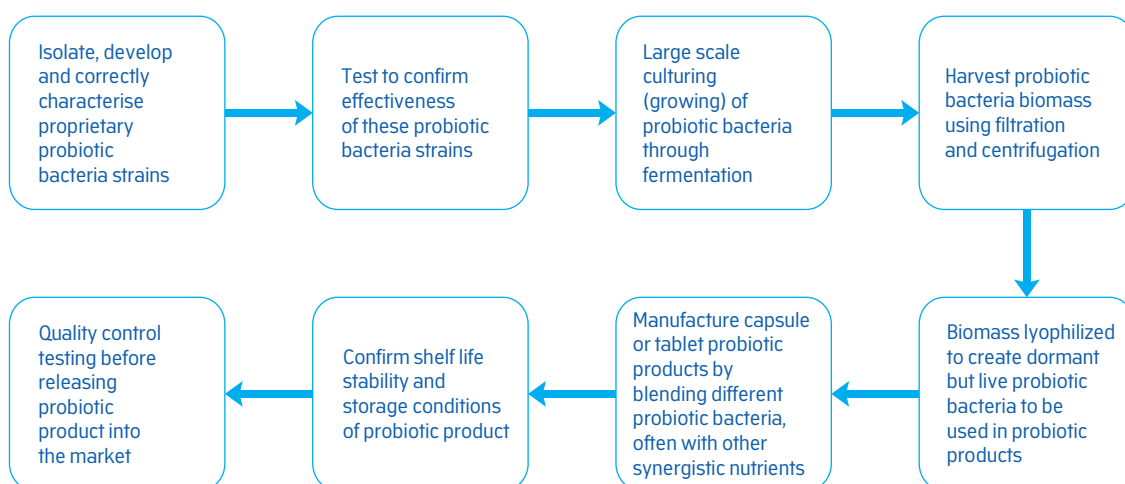 Isolate, develop
and correctly
characterise
proprietary
probiotic
bacteria strains
Test to confirm
effectiveness
of these probiotic
bacteria strains
Large scale
culturing
(growing) of
probiotic bacteria
through
fermentation
Harvest probiotic
bacteria biomass
using filtration
and centrifugation
Biomass lyophilized
to create dormant
but live probiotic
bacteria to be
used in probiotic
products
Manufacture capsule
or tablet probiotic
products by
blending different
probiotic bacteria,
often with other
synergistic nutrients
Confirm shelf life
stability and
storage conditions
of probiotic product
Quality control
testing before
releasing
probiotic
product into
the market